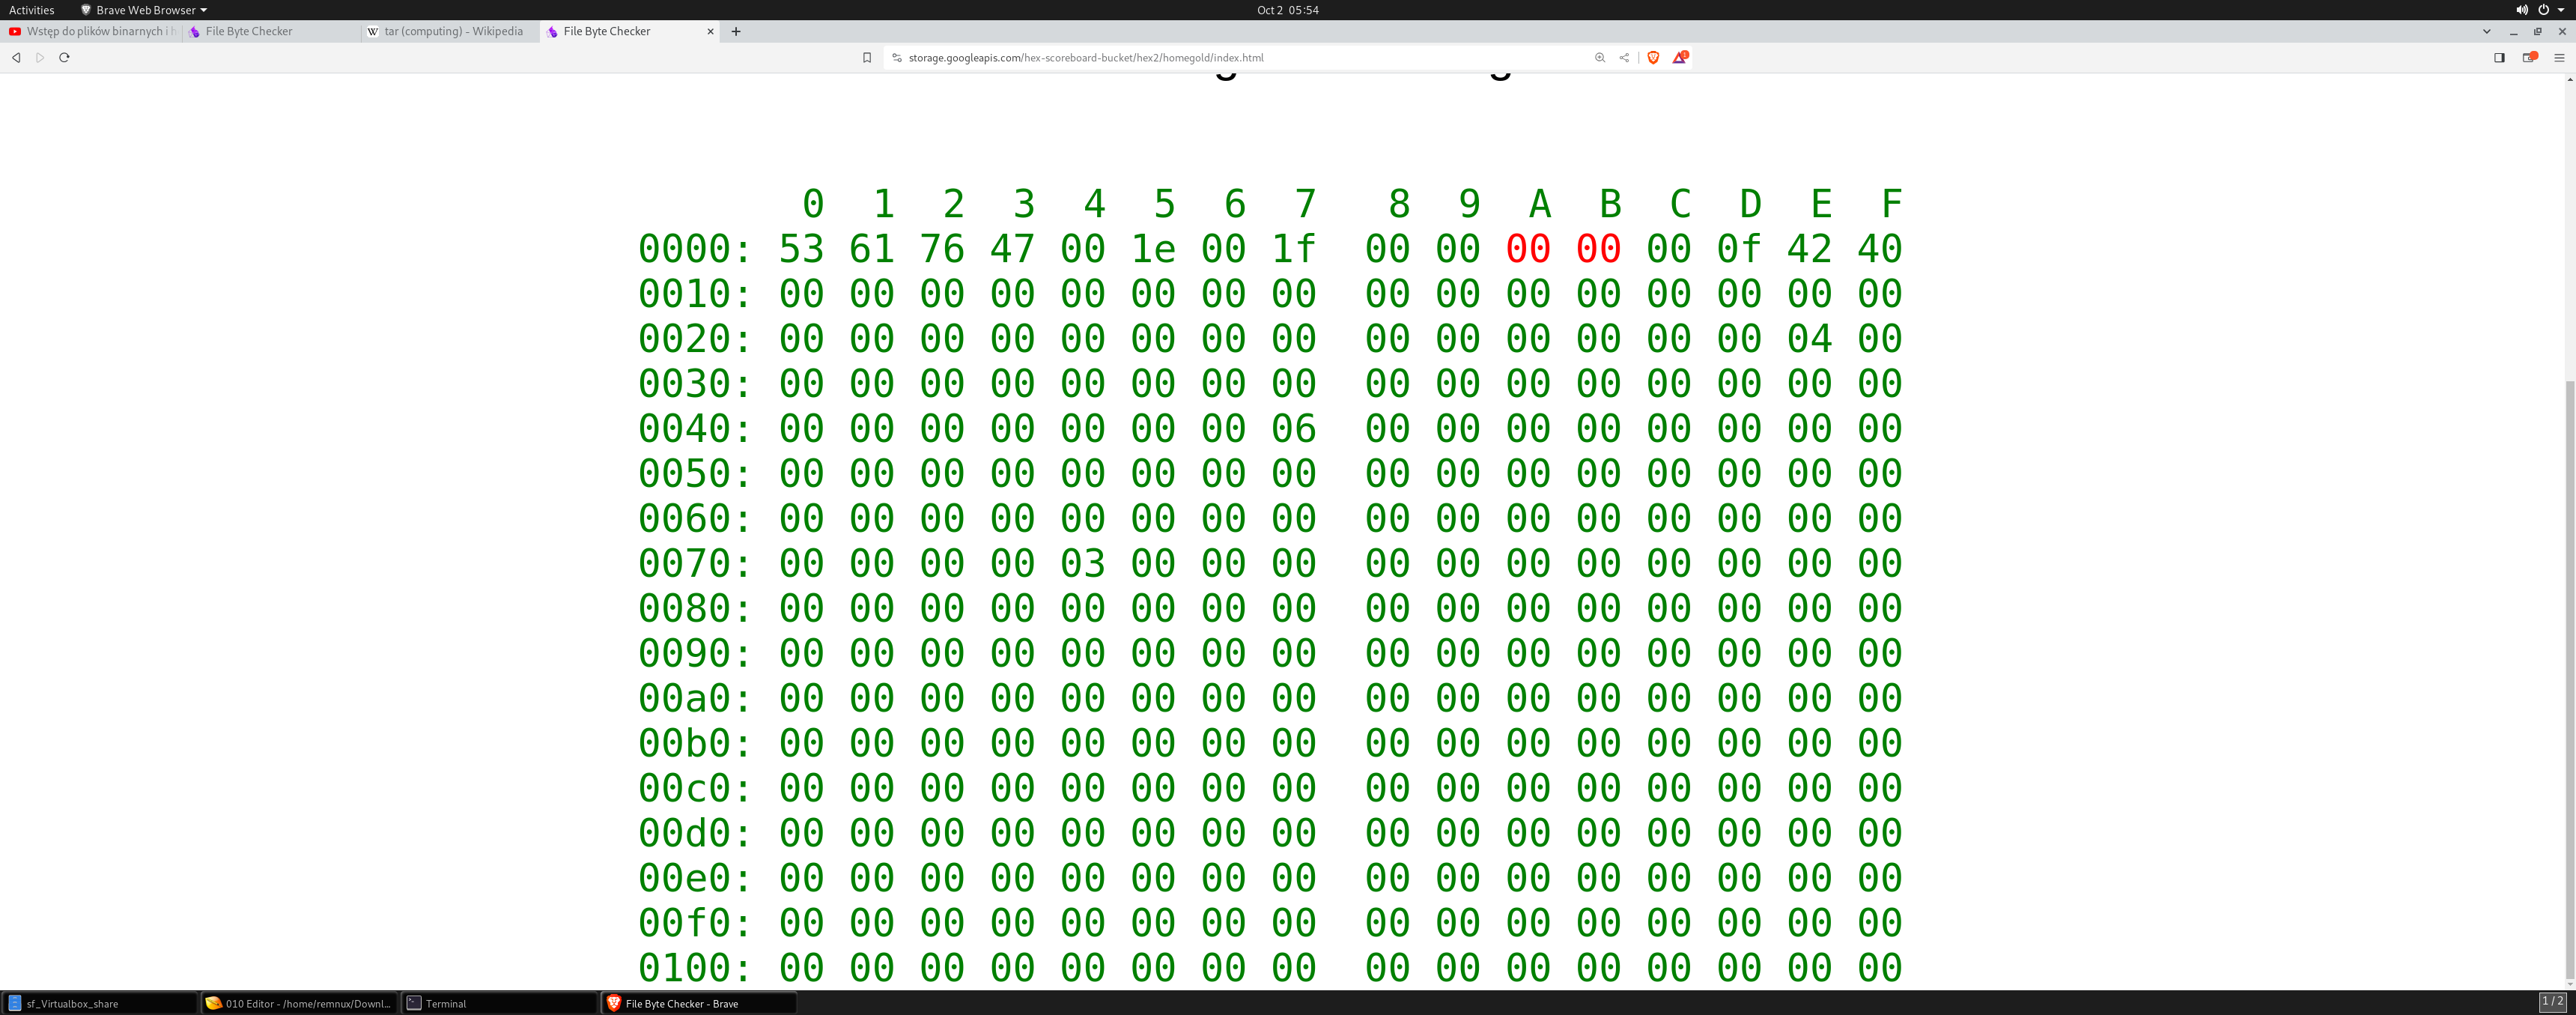 Activities Brave Web Browser Oct 2 05:54
Wstęp do plików binarnych i h File Byte Checker tar (computing) - Wikipedia File Byte Checker
storage.googleapis.com/hex-scoreboard-bucket/hex2/homegold/index.html 1
0 1 2 3 4 5 6 7 8 9 A B C D E F
0000: 53 61 76 47 00 1e 00 1f 00 00 00 00 00 0f 42 40
0010: 00 00 00 00 00 00 00 00 00 00 00 00 00 00 00 00
0020: 00 00 00 00 00 00 00 00 00 00 00 00 00 00 04 00
0030: 00 00 00 00 00 00 00 00 00 00 00 00 00 00 00 00
0040: 00 00 00 00 00 00 00 06 00 00 00 00 00 00 00 00
0050: 00 00 00 00 00 00 00 00 00 00 00 00 00 00 00 00
0060: 00 00 00 00 00 00 00 00 00 00 00 00 00 00 00 00
0070: 00 00 00 00 03 00 00 00 00 00 00 00 00 00 00 00
0080: 00 00 00 00 00 00 00 00 00 00 00 00 00 00 00 00
0090: 00 00 00 00 00 00 00 00 00 00 00 00 00 00 00 00
00a0: 00 00 00 00 00 00 00 00 00 00 00 00 00 00 00 00
00b0: 00 00 00 00 00 00 00 00 00 00 00 00 00 00 00 00
00c0: 00 00 00 00 00 00 00 00 00 00 00 00 00 00 00 00
00d0: 00 00 00 00 00 00 00 00 00 00 00 00 00 00 00 00
00e0: 00 00 00 00 00 00 00 00 00 00 00 00 00 00 00 00
00f0: 00 00 00 00 00 00 00 00 00 00 00 00 00 00 00 00
0100: 00 00 00 00 00 00 00 00 00 00 00 00 00 00 00 00
sf_Virtualbox_share 010 Editor - /home/remnux/Downl... Terminal File Byte Checker - Brave 1 / 2